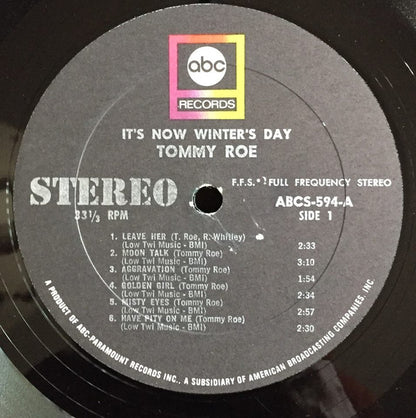 abc
RECORDS
IT'S NOW WINTER'S DAY
TOMMY ROE
STEREO
33⅓ RPM
F.F.S. FULL FREQUENCY STEREO
ABCS-594-A
SIDE 1
1. LEAVE HER (T. Roe, R. Whitley)
(Low Twi Music - BMI) 2:33
2. MOON TALK (Tommy Roe)
(Low Twi Music - BMI) 3:10
3. AGGRAVATION (Tommy Roe)
(Low Twi Music - BMI) 1:54
4. GOLDEN GIRL (Tommy Roe)
(Low Twi Music - BMI) 2:34
5. MISTY EYES (Tommy Roe)
(Low Twi Music - BMI) 2:57
6. HAVE PITY ON ME (Tommy Roe)
(Low Twi Music - BMI) 2:30
A PRODUCT OF ABC-PARAMOUNT RECORDS INC., A SUBSIDIARY OF AMERICAN BROADCASTING COMPANIES, INC.